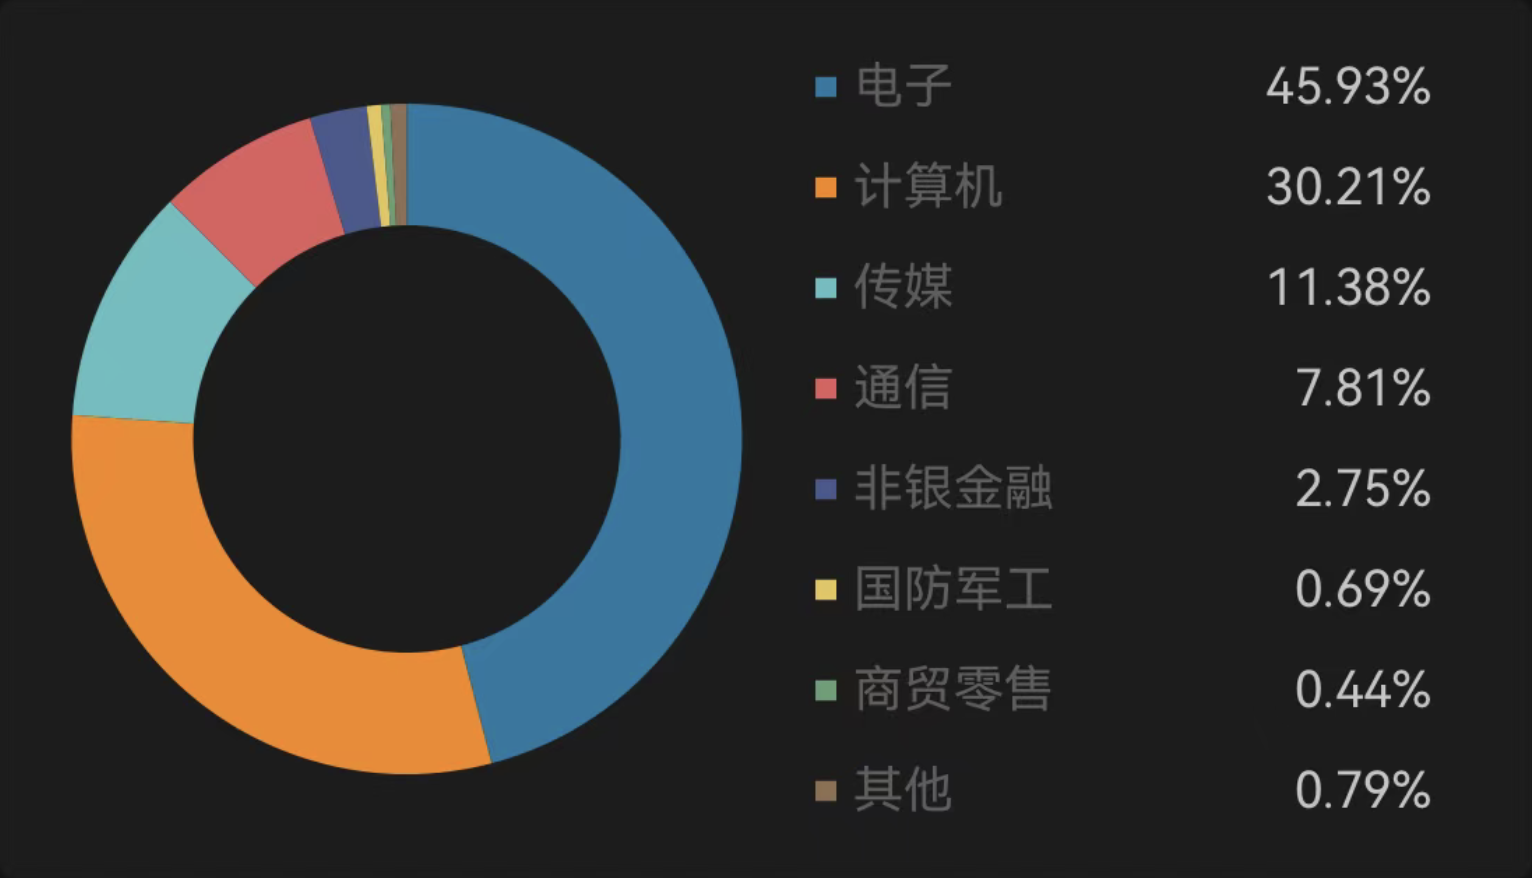 电子 45.93%
计算机 30.21%
传媒 11.38%
通信 7.81%
非银金融 2.75%
国防军工 0.69%
商贸零售 0.44%
其他 0.79%